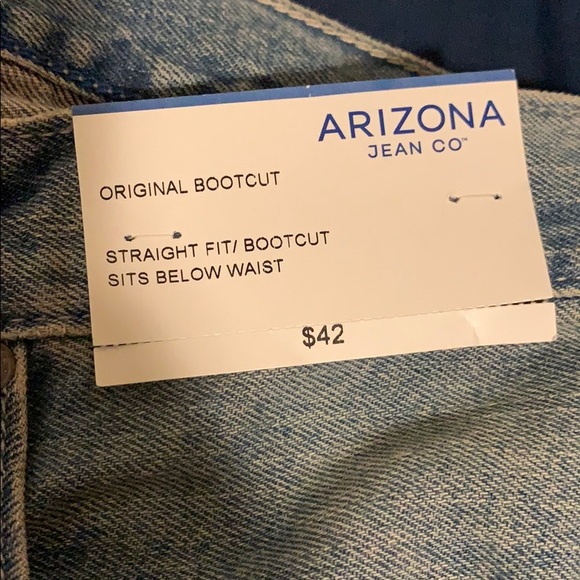 ARIZONA
JEAN CO™
ORIGINAL BOOTCUT
STRAIGHT FIT/ BOOTCUT
SITS BELOW WAIST
$42